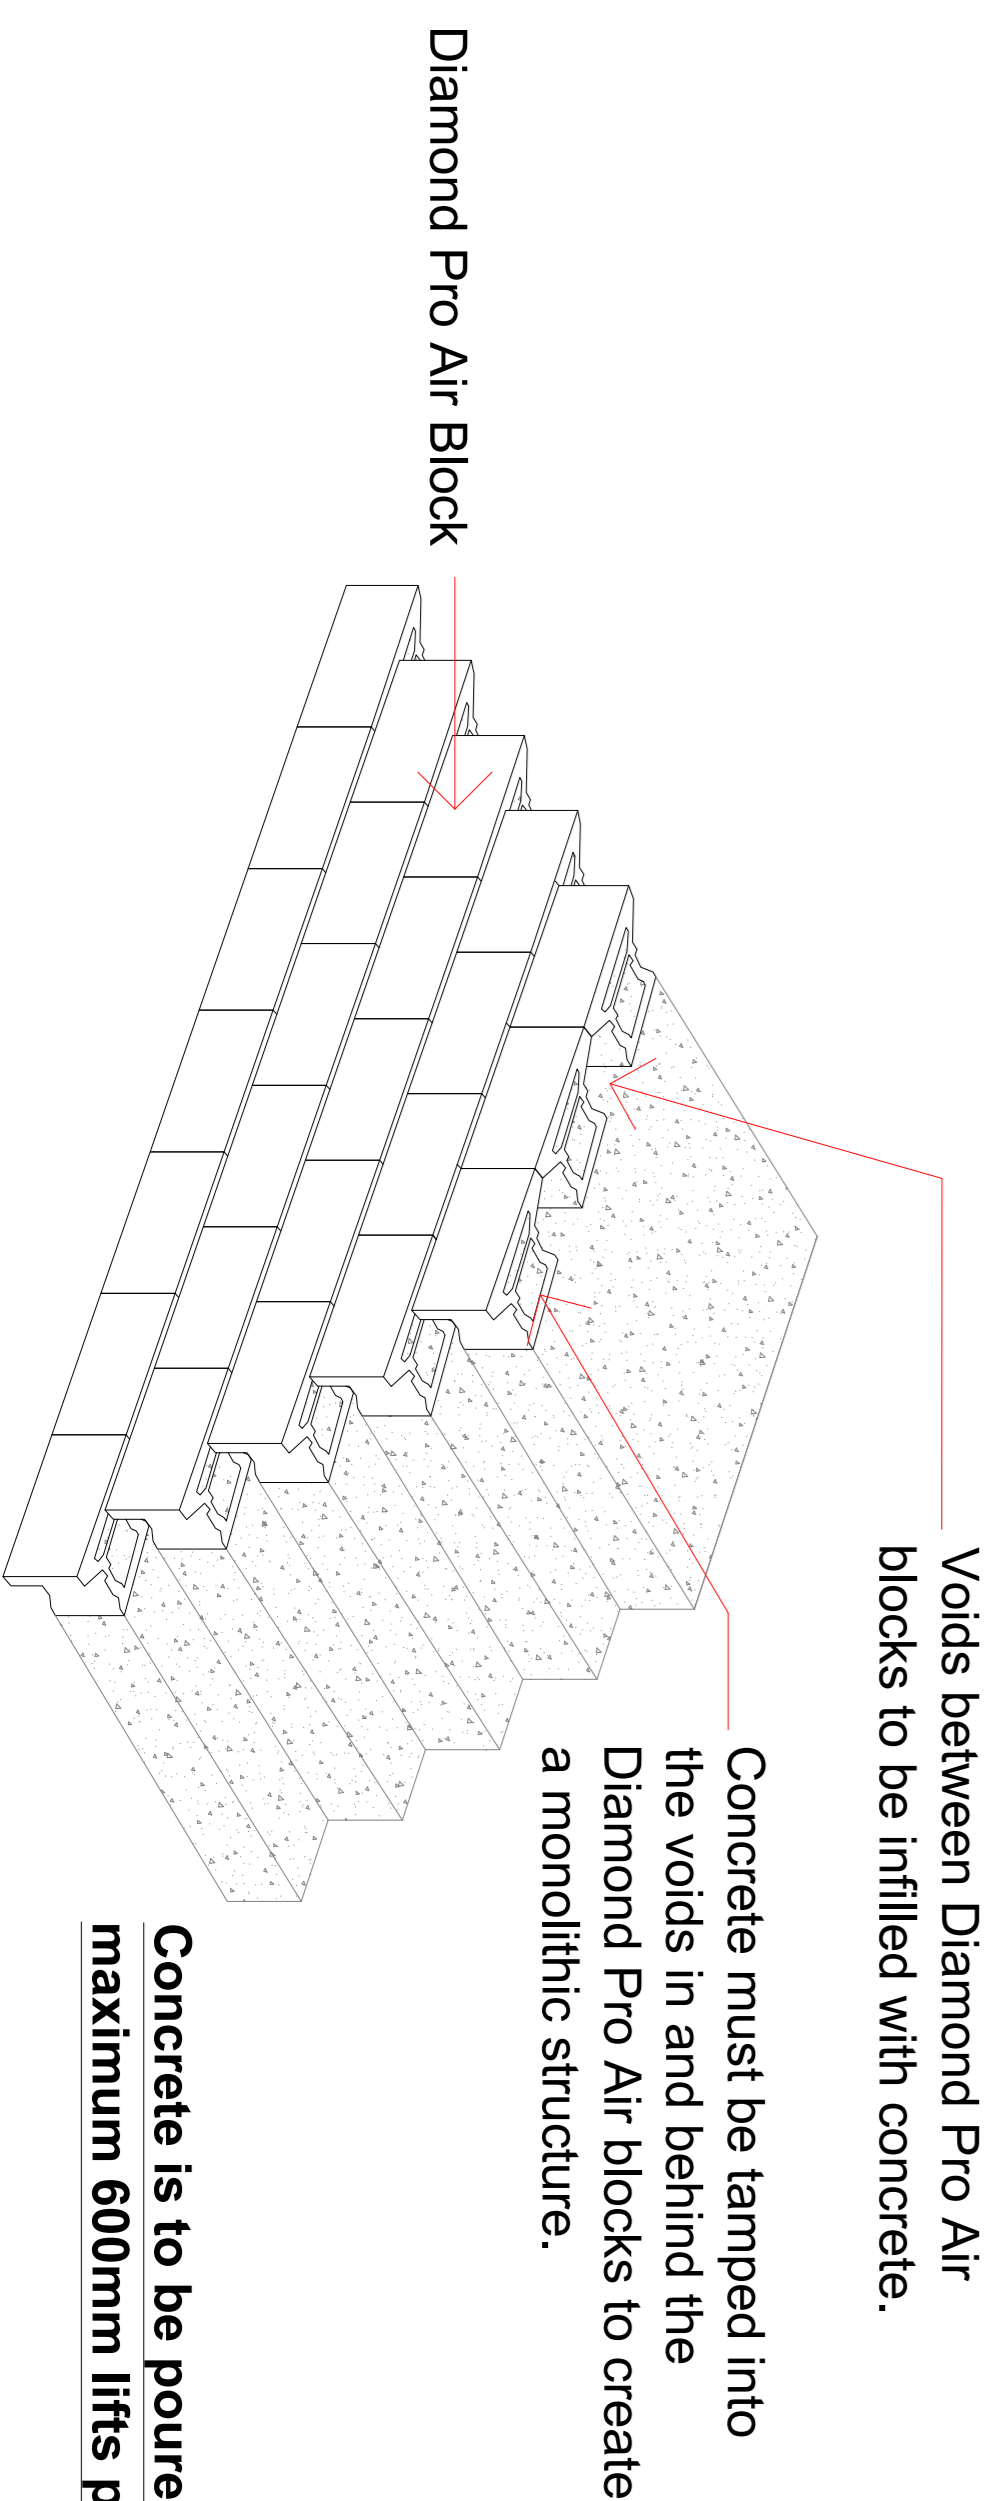 Voids between Diamond Pro Air
blocks to be infilled with concrete.
Concrete must be tamped into
the voids in and behind the
Diamond Pro Air blocks to create
a monolithic structure.
Diamond Pro Air Block
Concrete is to be poure
maximum 600mm lifts p